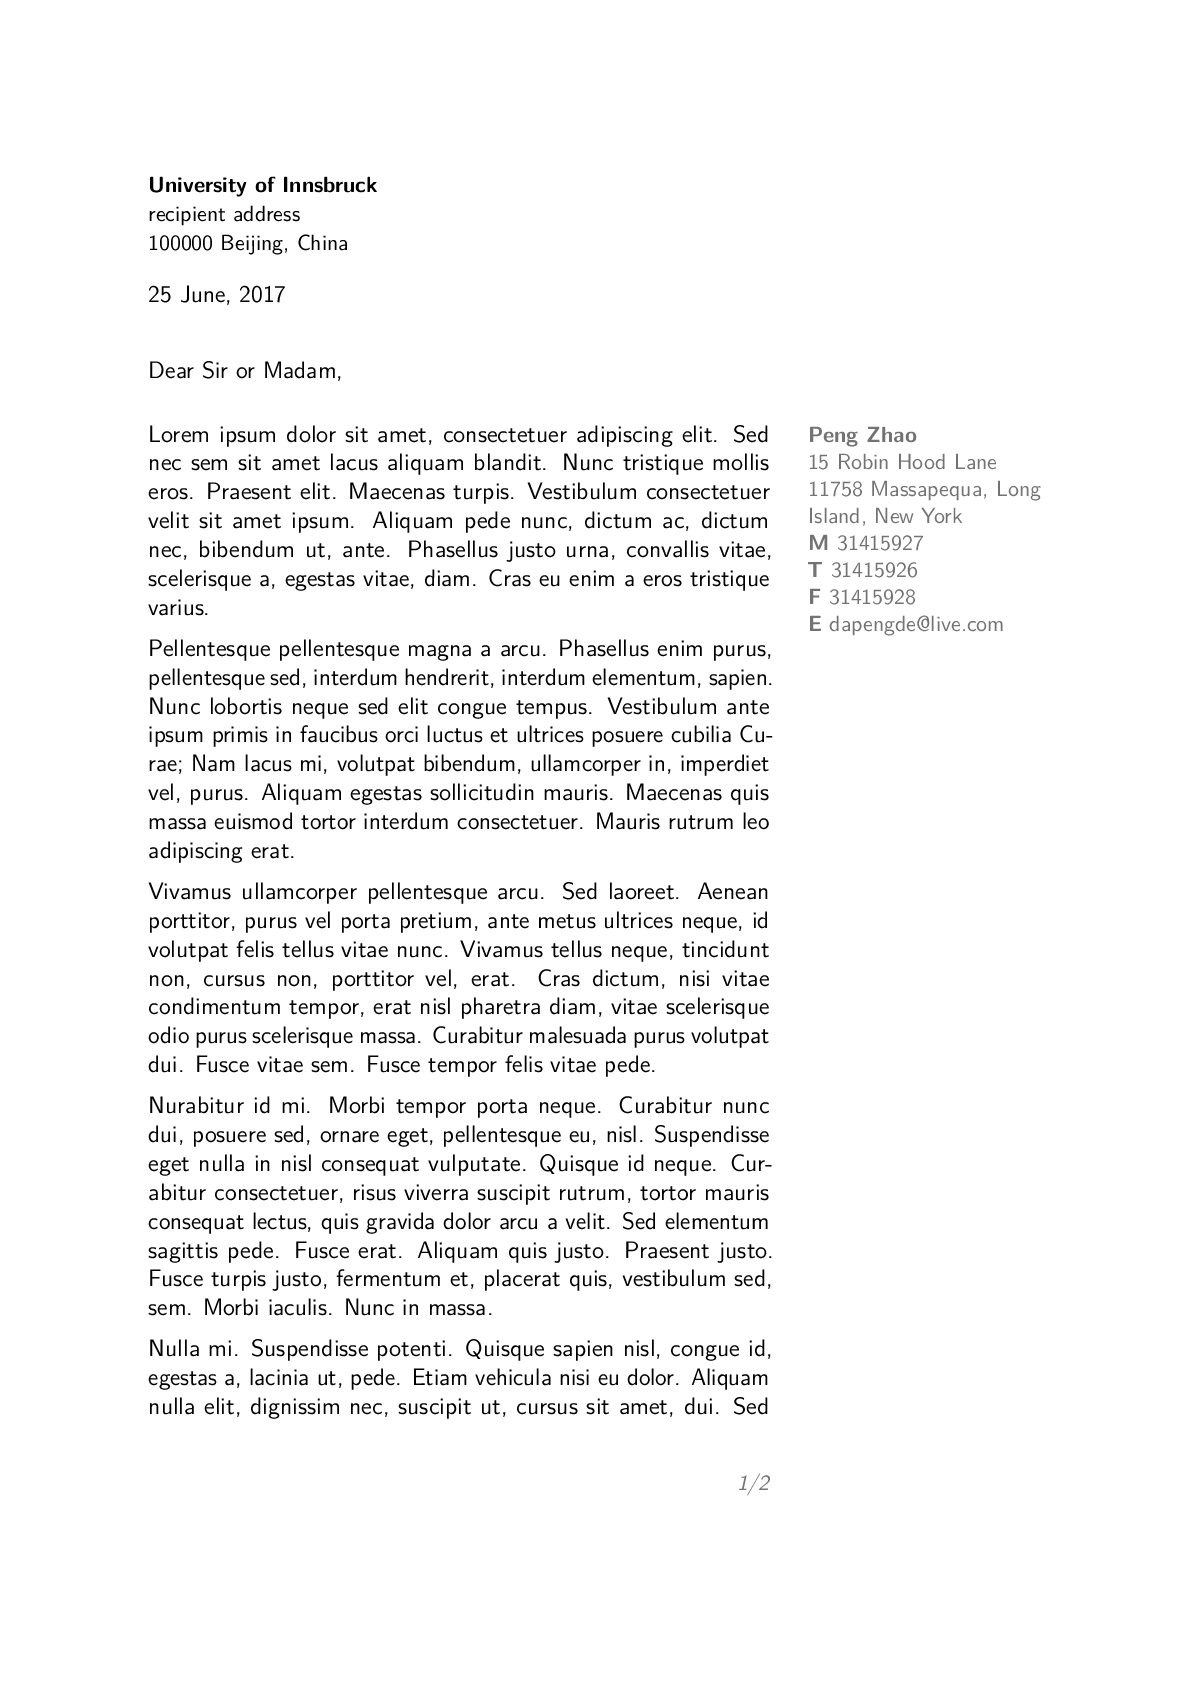 University of Innsbruck
recipient address
100000 Beijing, China
25 June, 2017
Dear Sir or Madam,
Lorem ipsum dolor sit amet, consectetuer adipiscing elit. Sed
nec sem sit amet lacus aliquam blandit. Nunc tristique mollis
eros. Praesent elit. Maecenas turpis. Vestibulum consectetuer
velit sit amet ipsum. Aliquam pede nunc, dictum ac, dictum
nec, bibendum ut, ante. Phasellus justo urna, convallis vitae,
scelerisque a, egestas vitae, diam. Cras eu enim a eros tristique
varius.
Pellentesque pellentesque magna a arcu. Phasellus enim purus,
pellentesque sed, interdum hendrerit, interdum elementum, sapien.
Nunc lobortis neque sed elit congue tempus. Vestibulum ante
ipsum primis in faucibus orci luctus et ultrices posuere cubilia Cu-
rae; Nam lacus mi, volutpat bibendum, ullamcorper in, imperdiet
vel, purus. Aliquam egestas sollicitudin mauris. Maecenas quis
massa euismod tortor interdum consectetuer. Mauris rutrum leo
adipiscing erat.
Vivamus ullamcorper pellentesque arcu. Sed laoreet. Aenean
porttitor, purus vel porta pretium, ante metus ultrices neque, id
volutpat felis tellus vitae nunc. Vivamus tellus neque, tincidunt
non, cursus non, porttitor vel, erat. Cras dictum, nisi vitae
condimentum tempor, erat nisl pharetra diam, vitae scelerisque
odio purus scelerisque massa. Curabitur malesuada purus volutpat
dui. Fusce vitae sem. Fusce tempor felis vitae pede.
Nurabitur id mi. Morbi tempor porta neque. Curabitur nunc
dui, posuere sed, ornare eget, pellentesque eu, nisl. Suspendisse
eget nulla in nisl consequat vulputate. Quisque id neque. Cur-
abitur consectetuer, risus viverra suscipit rutrum, tortor mauris
consequat lectus, quis gravida dolor arcu a velit. Sed elementum
sagittis pede. Fusce erat. Aliquam quis justo. Praesent justo.
Fusce turpis justo, fermentum et, placerat quis, vestibulum sed,
sem. Morbi iaculis. Nunc in massa.
Nulla mi. Suspendisse potenti. Quisque sapien nisl, congue id,
egestas a, lacinia ut, pede. Etiam vehicula nisi eu dolor. Aliquam
nulla elit, dignissim nec, suscipit ut, cursus sit amet, dui. Sed
Peng Zhao
15 Robin Hood Lane
11758 Massapequa, Long
Island, New York
M 31415927
T 31415926
F 31415928
E dapengde@live.com
1/2